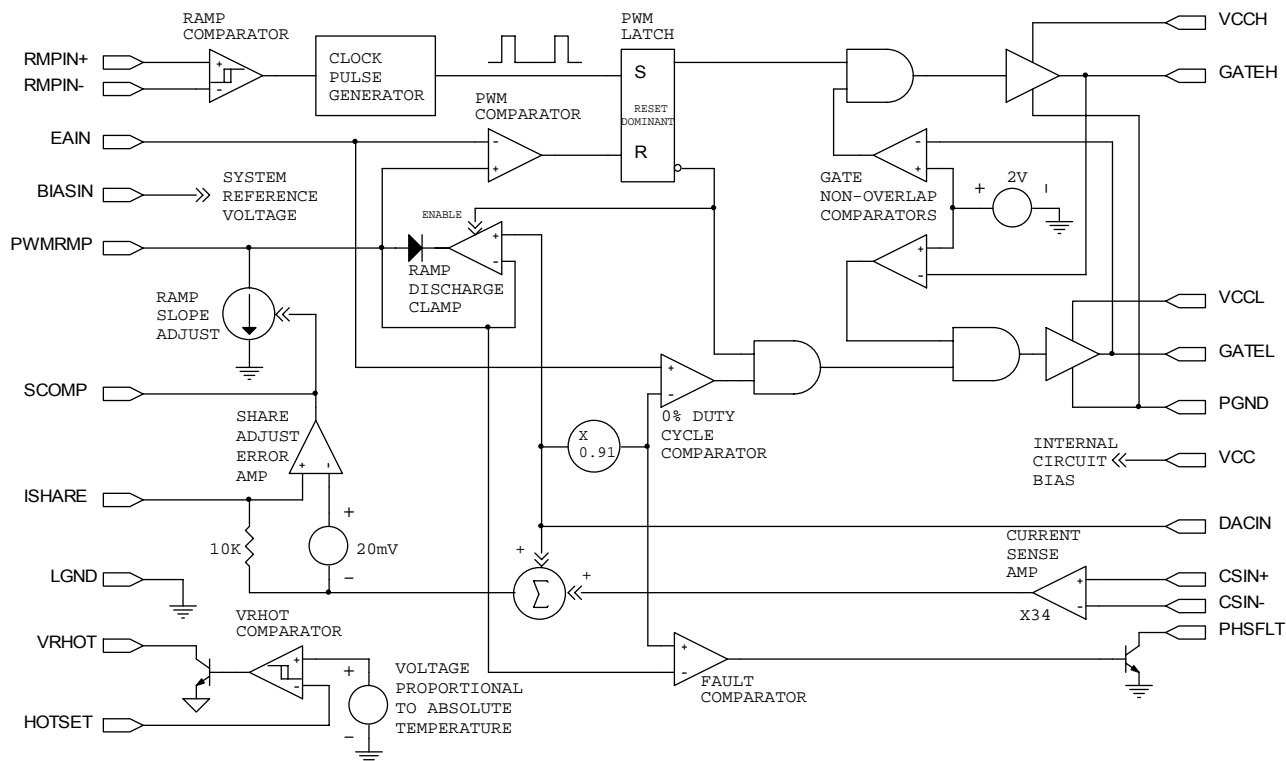 RAMP
COMPARATOR
RMPIN+
RMPIN-
+
-
CLOCK
PULSE
GENERATOR
PWM
LATCH
S
RESET
DOMINANT
R
PWM
COMPARATOR
-
+
VCCH
GATEH
EAIN
BIASIN
SYSTEM
REFERENCE
VOLTAGE
-
+
GATE
NON-OVERLAP
COMPARATORS
+
2V
-
PWMRMP
ENABLE
+
-
RAMP
DISCHARGE
CLAMP
+
-
RAMP
SLOPE
ADJUST
VCCL
GATEL
PGND
SCOMP
SHARE
ADJUST
ERROR
AMP
+
-
+
-
0% DUTY
CYCLE
COMPARATOR
X
0.91
INTERNAL
CIRCUIT
BIAS
VCC
ISHARE
10K
+
20mV
-
DACIN
CURRENT
SENSE
AMP
+
Σ
+
+
-
X34
CSIN+
CSIN-
LGND
PHSFLT
VRHOT
VRHOT
COMPARATOR
+
-
+
-
VOLTAGE
PROPORTIONAL
TO ABSOLUTE
TEMPERATURE
+
-
FAULT
COMPARATOR
HOTSET